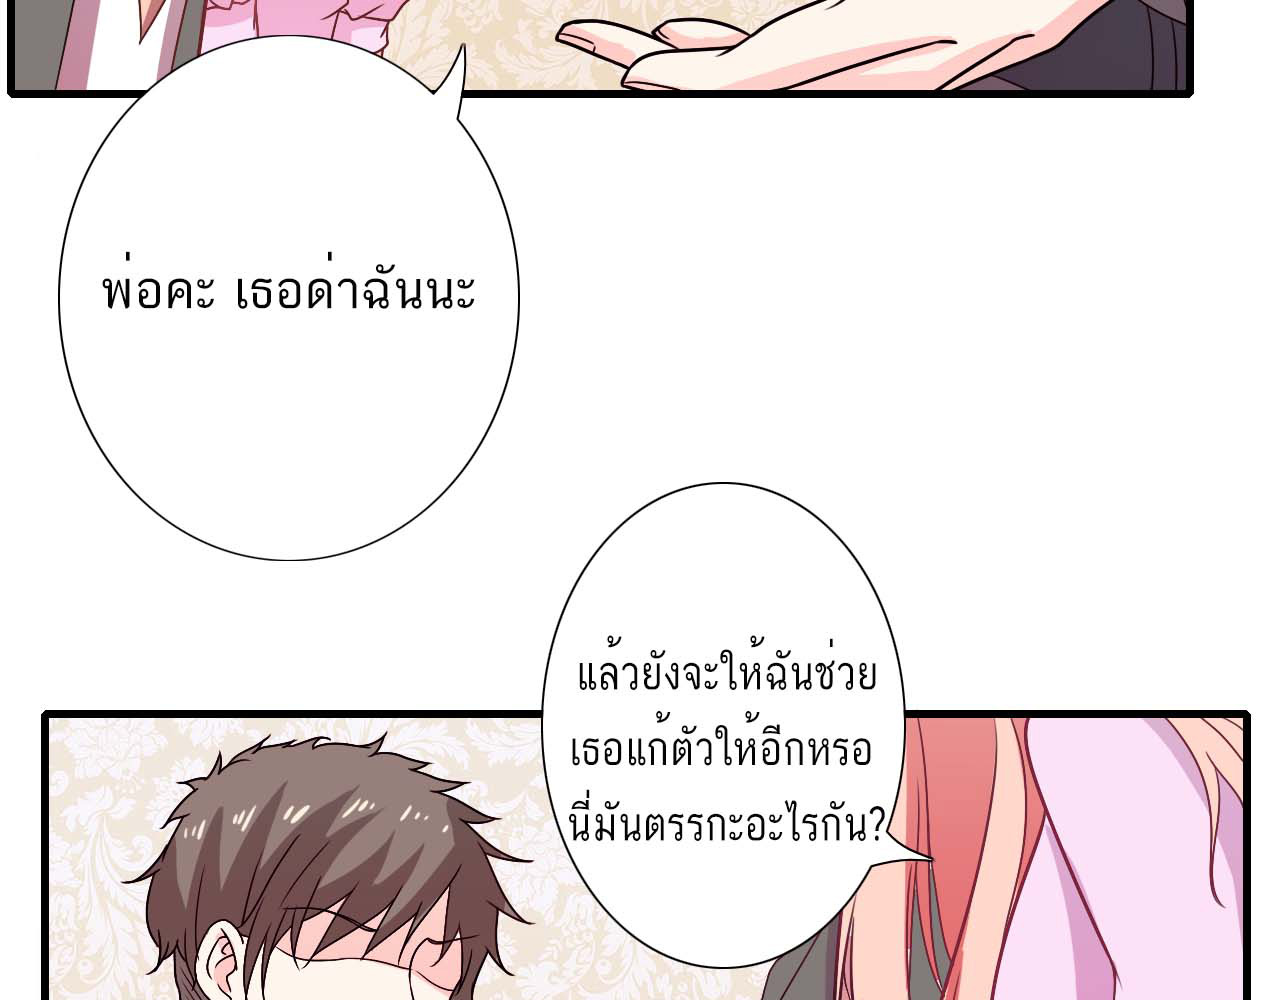 พ่อคะ เธอด่าฉันนะ
แล้วยังจะให้ฉันช่วย
เธอแก้ตัวให้อีกหรอ
นี่มันตรรกะอะไรกัน?